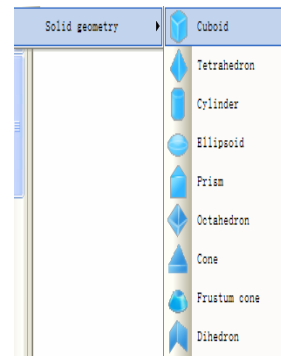 Solid geometry
Cuboid
Tetrahedron
Cylinder
Ellipsoid
Prism
Octahedron
Cone
Frustum cone
Dihedron